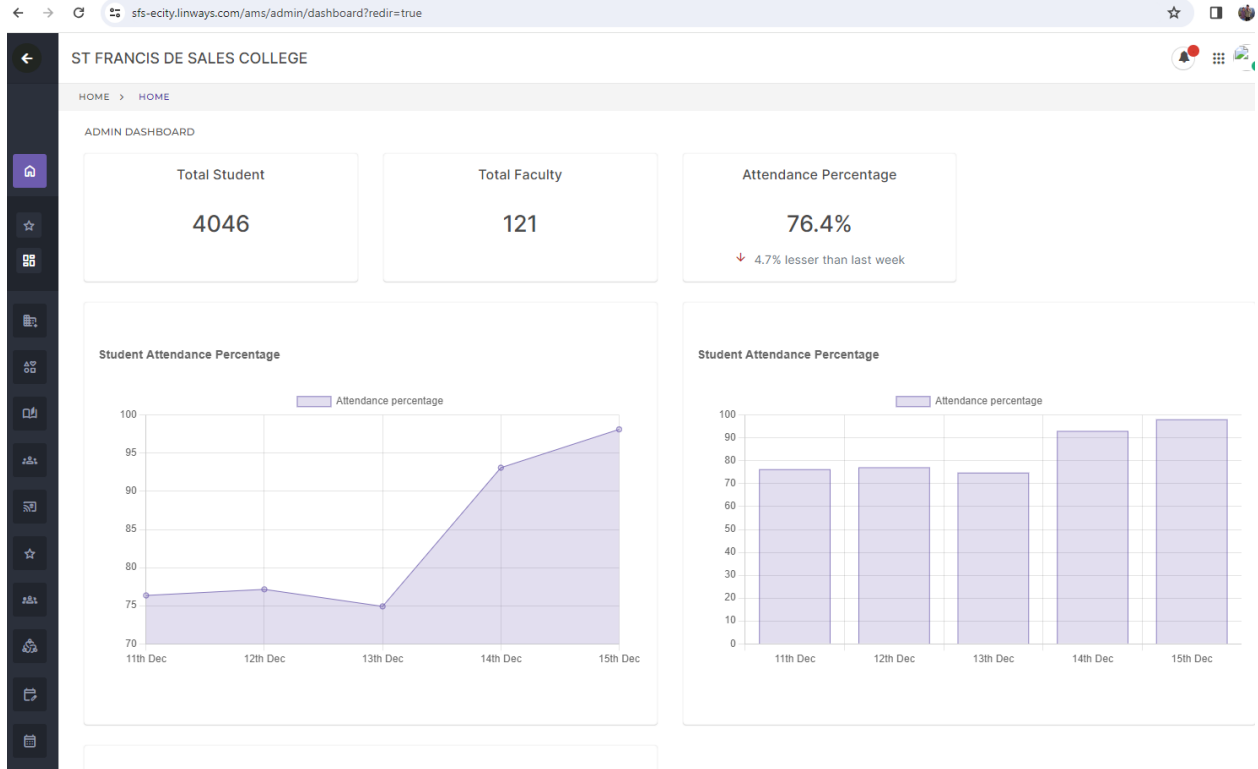 sfs-ecity.linways.com/ams/admin/dashboard?redir=true
ST FRANCIS DE SALES COLLEGE
HOME > HOME
ADMIN DASHBOARD
Total Student
4046
Total Faculty
121
Attendance Percentage
76.4%
4.7% lesser than last week
Student Attendance Percentage
Attendance percentage
100
95
90
85
80
75
70
11th Dec 12th Dec 13th Dec 14th Dec 15th Dec
Student Attendance Percentage
Attendance percentage
100
90
80
70
60
50
40
30
20
10
0
11th Dec 12th Dec 13th Dec 14th Dec 15th Dec